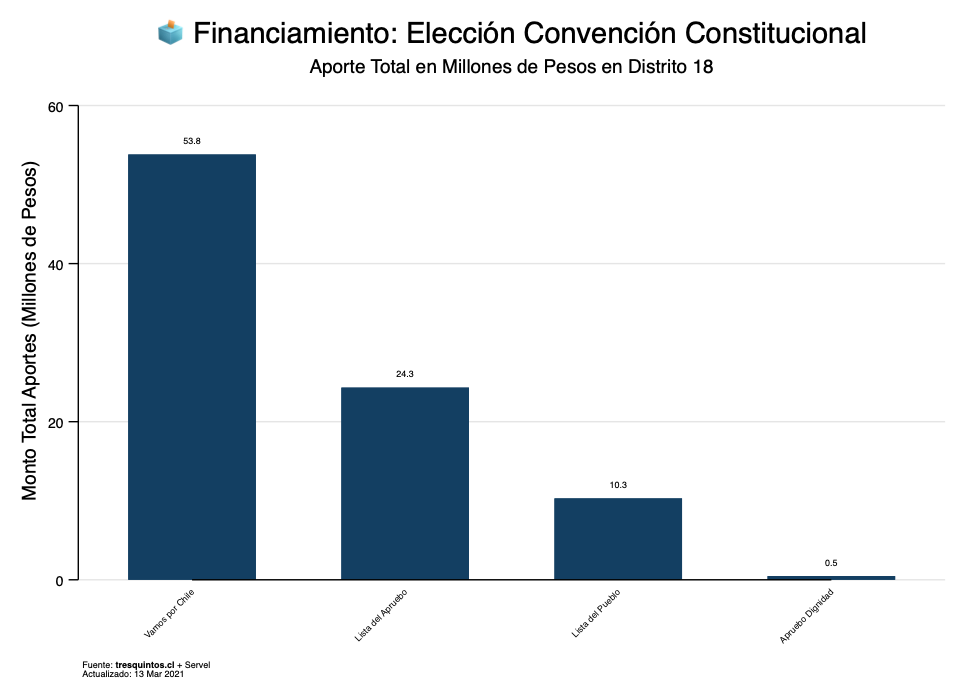 Financiamiento: Elección Convención Constitucional
Aporte Total en Millones de Pesos en Distrito 18
Monto Total Aportes (Millones de Pesos)
60
40
20
0
53.8
24.3
10.3
0.5
Vamos por Chile
Lista del Apruebo
Lista del Pueblo
Apruebo Dignidad
Fuente: tresquintos.cl + Servel
Actualizado: 13 Mar 2021